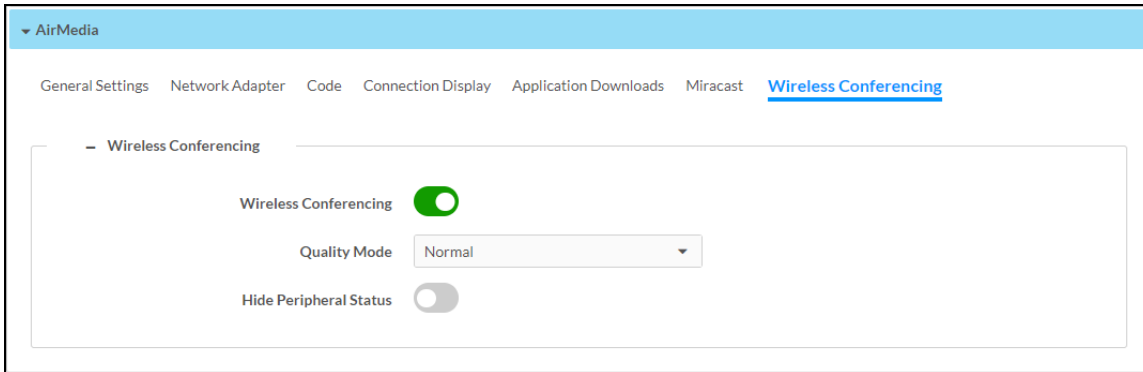 AirMedia
General Settings Network Adapter Code Connection Display Application Downloads Miracast Wireless Conferencing
Wireless Conferencing
Wireless Conferencing
Quality Mode Normal
Hide Peripheral Status